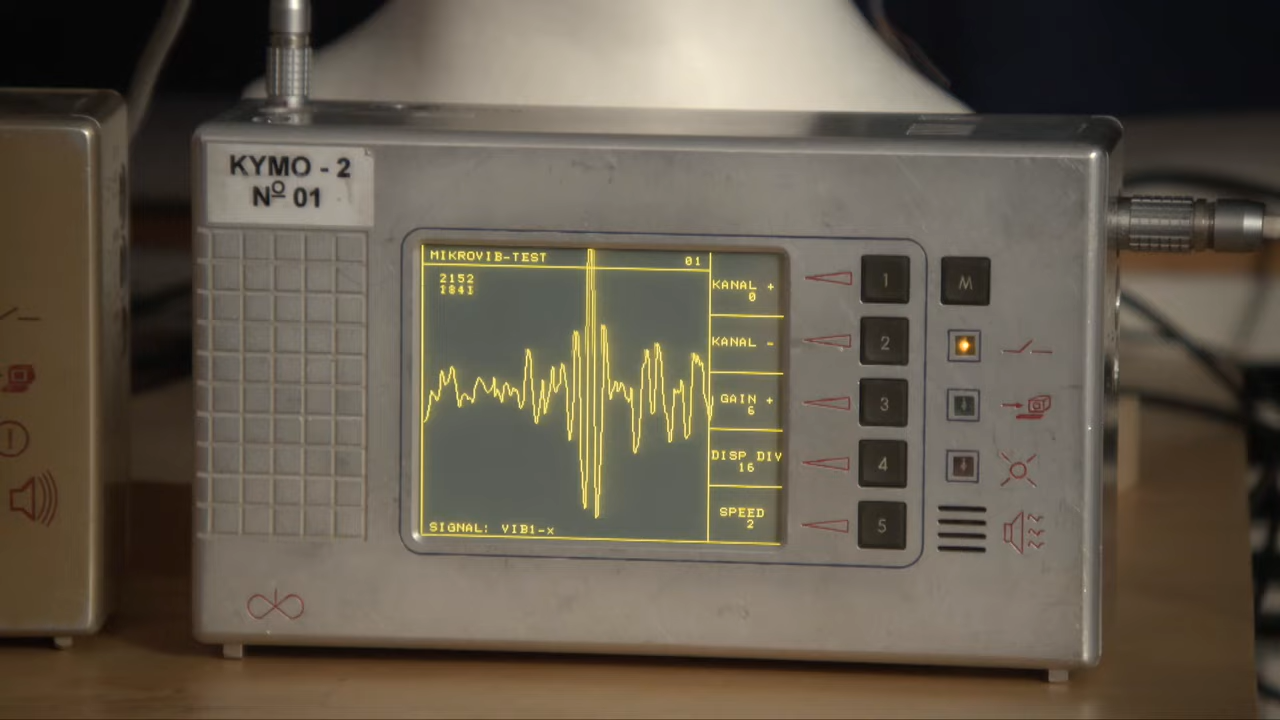 KYMO - 2
Nº 01
MIKROVIB-TEST 01
2152
1841
KANAL +
0
KANAL -
GAIN +
6
DISP DIV
16
SPEED
2
SIGNAL: VIB1-X
1
M
2
3
4
5